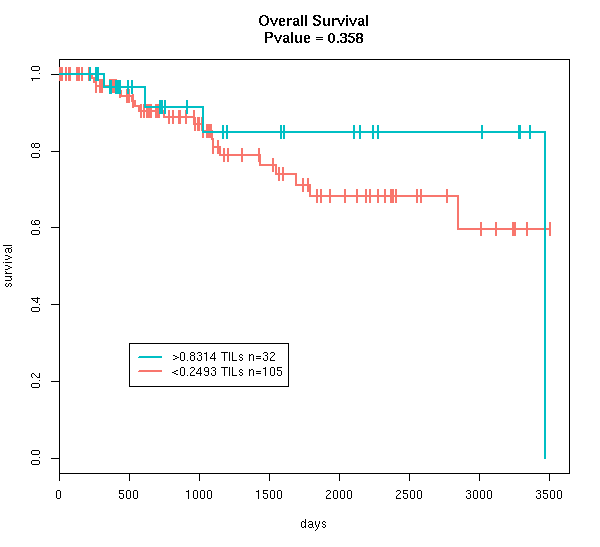 Overall Survival
Pvalue = 0.358
survival
1.0
0.8
0.6
0.4
0.2
0.0
>0.8314 TILs n=32
<0.2493 TILs n=105
0 500 1000 1500 2000 2500 3000 3500
days